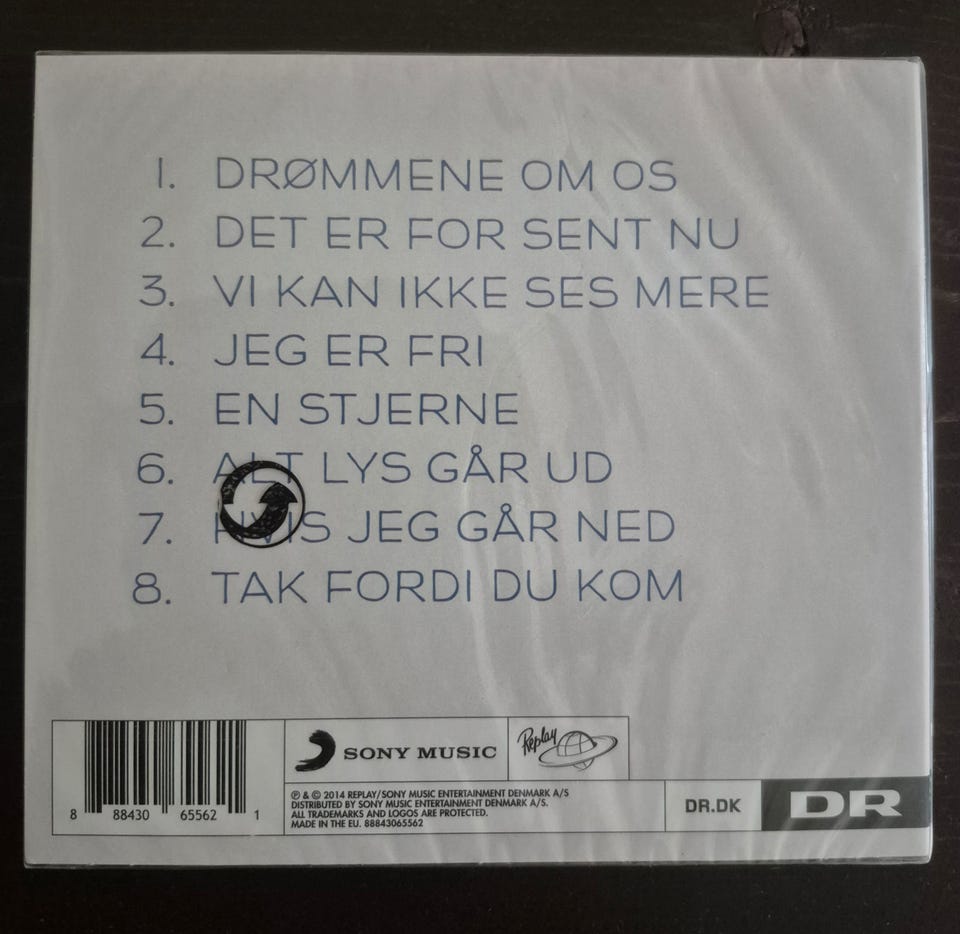 1. DRØMMENE OM OS
2. DET ER FOR SENT NU
3. VI KAN IKKE SES MERE
4. JEG ER FRI
5. EN STJERNE
6. ALT LYS GÅR UD
7. HVIS JEG GÅR NED
8. TAK FORDI DU KOM
8 88430 65562 1
SONY MUSIC
Replay
℗ & © 2014 REPLAY/SONY MUSIC ENTERTAINMENT DENMARK A/S
DISTRIBUTED BY SONY MUSIC ENTERTAINMENT DENMARK A/S.
ALL TRADEMARKS AND LOGOS ARE PROTECTED.
MADE IN THE EU. 88843065562
DR.DK
DR